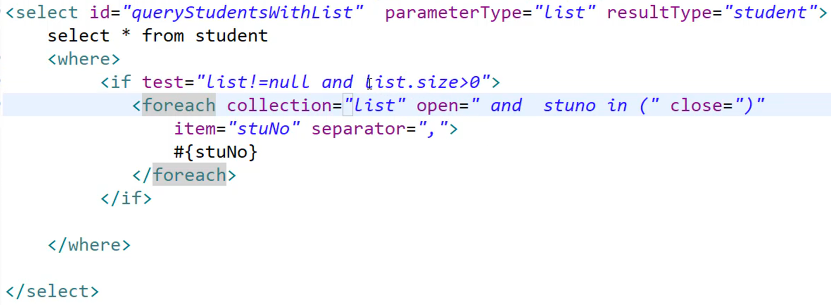 <select id="queryStudentsWithList"  parameterType="list" resultType="student">
    select * from student
    <where>
         <if test="list!=null and list.size>0">
            <foreach collection="list" open=" and  stuno in (" close=")"
                item="stuNo" separator=",">
                #{stuNo}
            </foreach>
         </if>
    </where>
</select>